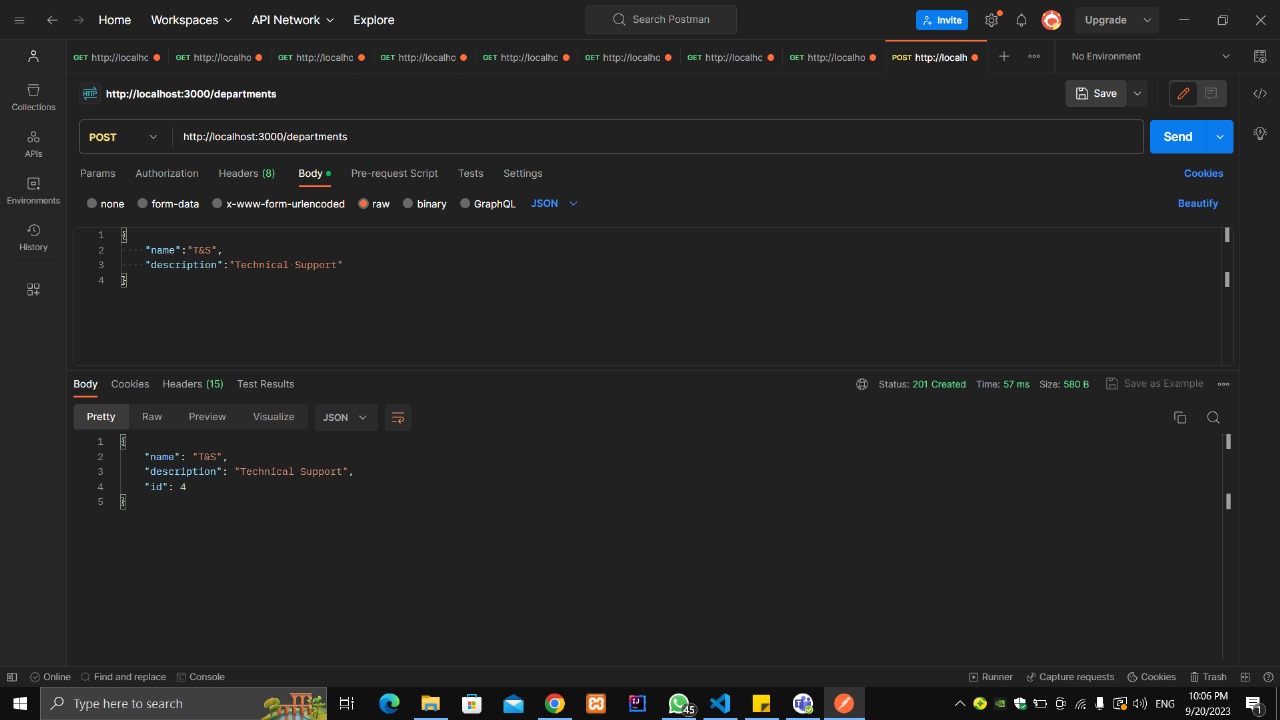 Home Workspaces API Network Explore Search Postman Invite Upgrade
GET http://localhc GET http://localho GET http://localhc GET http://localhc GET http://localhc GET http://localho GET http://localhc GET http://localho POST http://localh No Environment
HTTP http://localhost:3000/departments Save
Collections
POST http://localhost:3000/departments Send
APIs
Params Authorization Headers (8) Body Pre-request Script Tests Settings Cookies
Environments
none form-data x-www-form-urlencoded raw binary GraphQL JSON Beautify
History
1 {
2 "name":"T&S",
3 "description":"Technical Support"
4 }
Body Cookies Headers (15) Test Results Status: 201 Created Time: 57 ms Size: 580 B Save as Example
Pretty Raw Preview Visualize JSON
1 {
2 "name": "T&S",
3 "description": "Technical Support",
4 "id": 4
5 }
Online Find and replace Console Runner Capture requests Cookies Trash
Type here to search 45 ENG 10:06 PM 1
9/20/2023